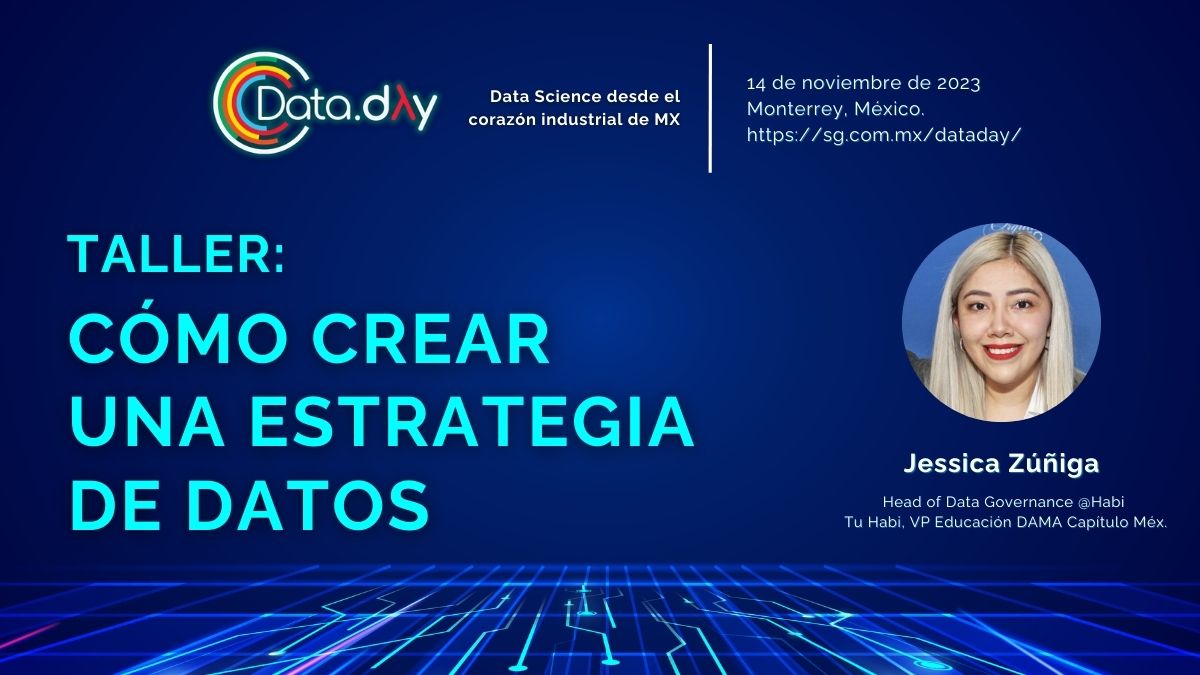 Data.day
Data Science desde el
corazón industrial de MX
14 de noviembre de 2023
Monterrey, México.
https://sg.com.mx/dataday/
TALLER:
CÓMO CREAR
UNA ESTRATEGIA
DE DATOS
Jessica Zúñiga
Head of Data Governance @Habi
Tu Habi, VP Educación DAMA Capítulo Méx.